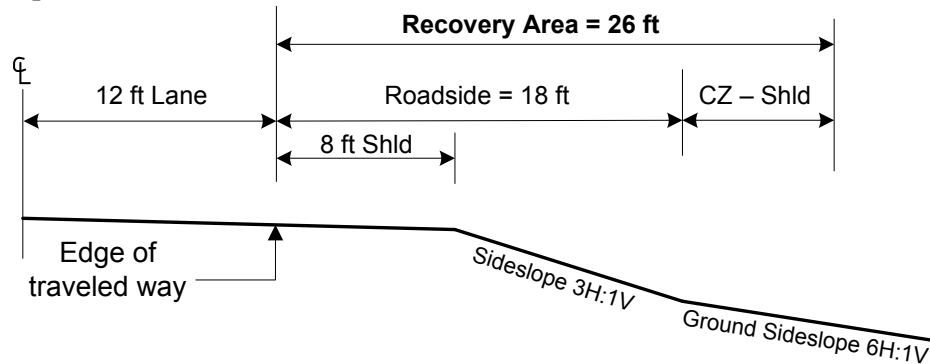 Recovery Area = 26 ft
℄
12 ft Lane
Roadside = 18 ft
CZ – Shld
8 ft Shld
Edge of
traveled way
Sideslope 3H:1V
Ground Sideslope 6H:1V